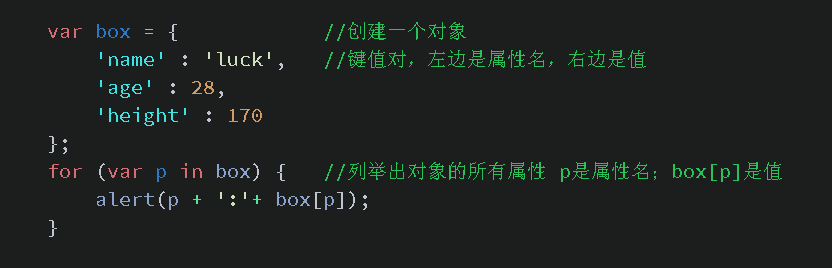 var box = {            //创建一个对象
    'name' : 'luck',   //键值对，左边是属性名，右边是值
    'age' : 28,
    'height' : 170
};
for (var p in box) {   //列举出对象的所有属性 p是属性名；box[p]是值
    alert(p + ':'+ box[p]);
}